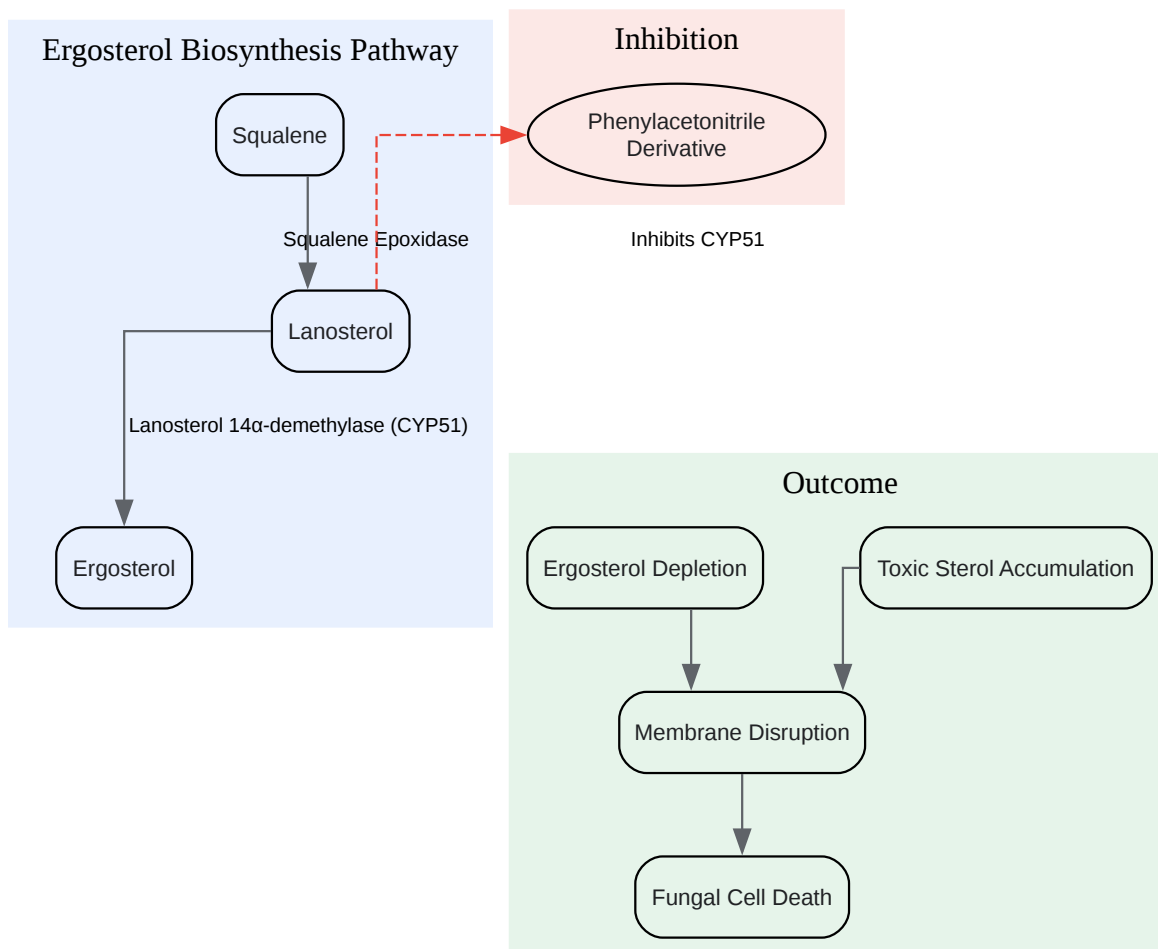 Ergosterol Biosynthesis Pathway
Squalene
Squalene Epoxidase
Lanosterol
Lanosterol 14α-demethylase (CYP51)
Ergosterol
Inhibition
Phenylacetonitrile
Derivative
Inhibits CYP51
Outcome
Ergosterol Depletion
Toxic Sterol Accumulation
Membrane Disruption
Fungal Cell Death